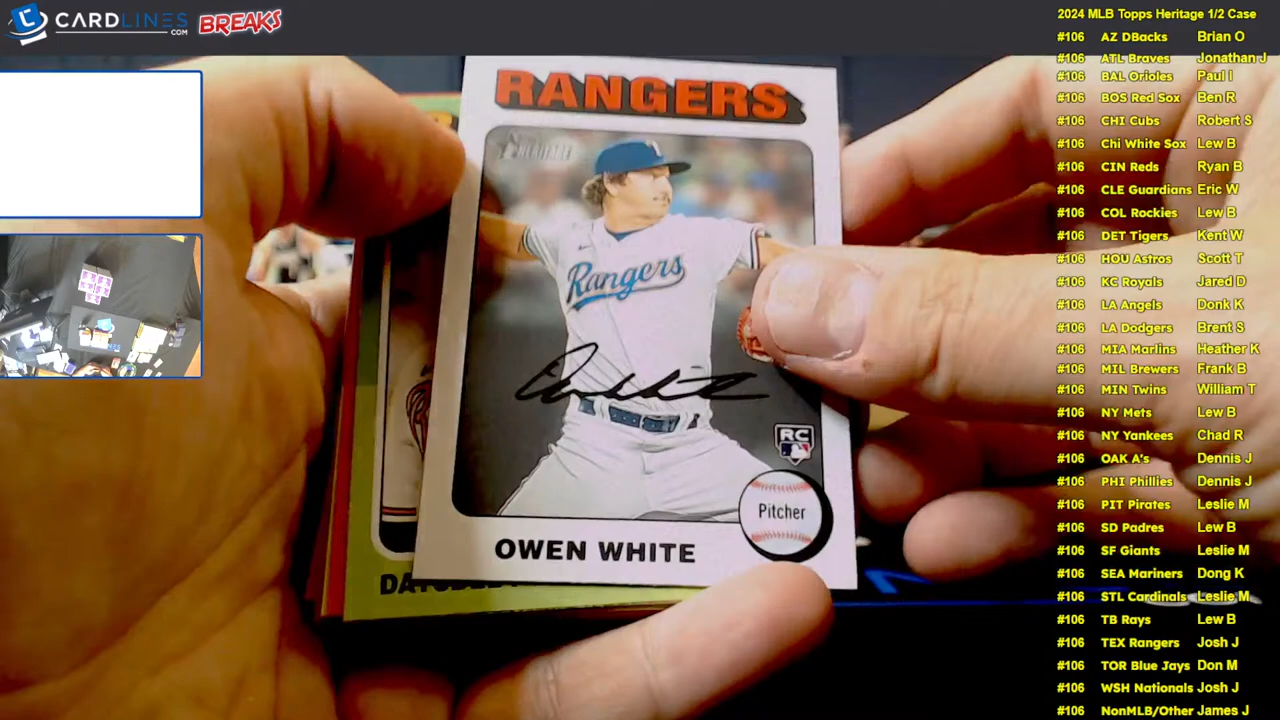 CARDLINES
.COM
BREAKS
RANGERS
HERITAGE
Rangers
RC
Pitcher
OWEN WHITE
2024 MLB Topps Heritage 1/2 Case
#106 AZ DBacks Brian O
#106 ATL Braves Jonathan J
#106 BAL Orioles Paul I
#106 BOS Red Sox Ben R
#106 CHI Cubs Robert S
#106 Chi White Sox Lew B
#106 CIN Reds Ryan B
#106 CLE Guardians Eric W
#106 COL Rockies Lew B
#106 DET Tigers Kent W
#106 HOU Astros Scott T
#106 KC Royals Jared D
#106 LA Angels Donk K
#106 LA Dodgers Brent S
#106 MIA Marlins Heather K
#106 MIL Brewers Frank B
#106 MIN Twins William T
#106 NY Mets Lew B
#106 NY Yankees Chad R
#106 OAK A's Dennis J
#106 PHI Phillies Dennis J
#106 PIT Pirates Leslie M
#106 SD Padres Lew B
#106 SF Giants Leslie M
#106 SEA Mariners Dong K
#106 STL Cardinals Leslie M
#106 TB Rays Lew B
#106 TEX Rangers Josh J
#106 TOR Blue Jays Don M
#106 WSH Nationals Josh J
#106 NonMLB/Other James J